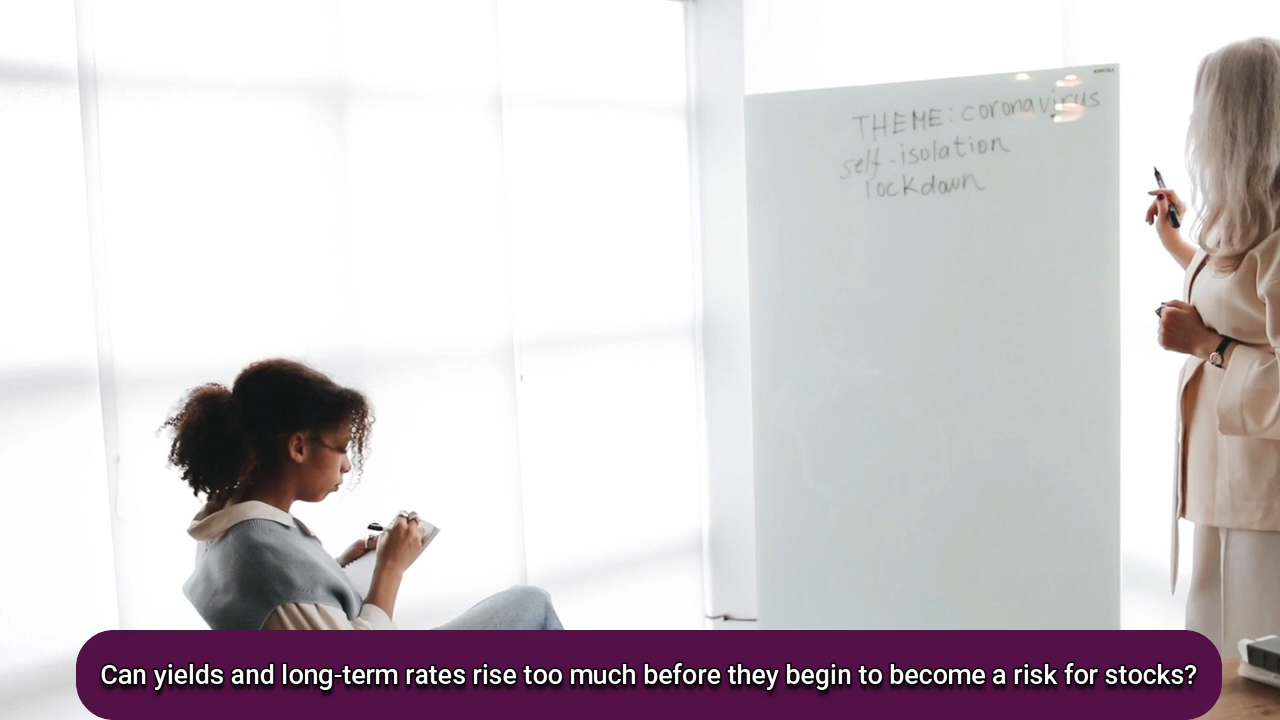 THEME: coronavirus
self-isolation
lockdown
Can yields and long-term rates rise too much before they begin to become a risk for stocks?